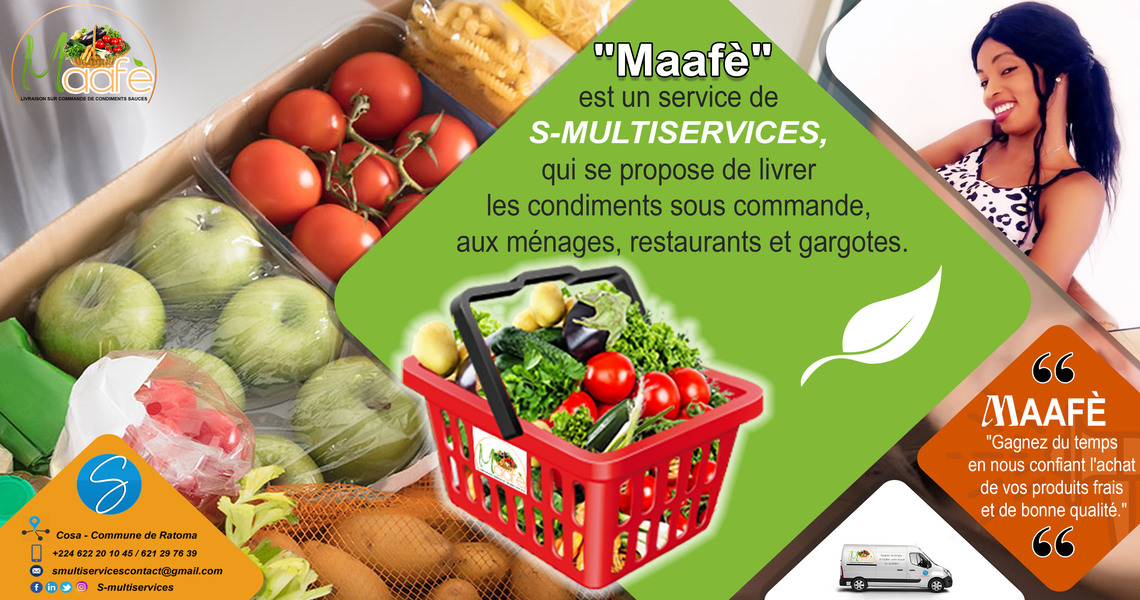 Maafè
LIVRAISON SUR COMMANDE DE CONDIMENTS SAUCES
"Maafè"
est un service de
S-MULTISERVICES,
qui se propose de livrer
les condiments sous commande,
aux ménages, restaurants et gargotes.
Maafè
MAAFÈ
"Gagnez du temps
en nous confiant l'achat
de vos produits frais
et de bonne qualité."
S
Cosa - Commune de Ratoma
+224 622 20 10 45 / 621 29 76 39
smultiservicescontact@gmail.com
S-multiservices